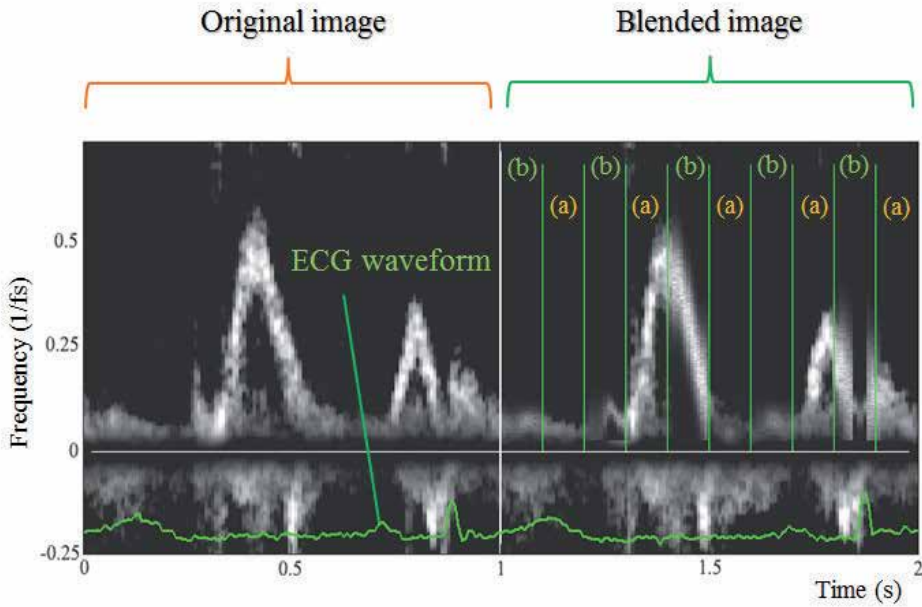 Original image
Blended image
(b)
(b)
(b)
(b)
(b)
(a)
(a)
(a)
(a)
(a)
0.5
ECG waveform
Frequency (1/fs)
0.25
0
-0.25
0
0.5
1
1.5
2
Time (s)